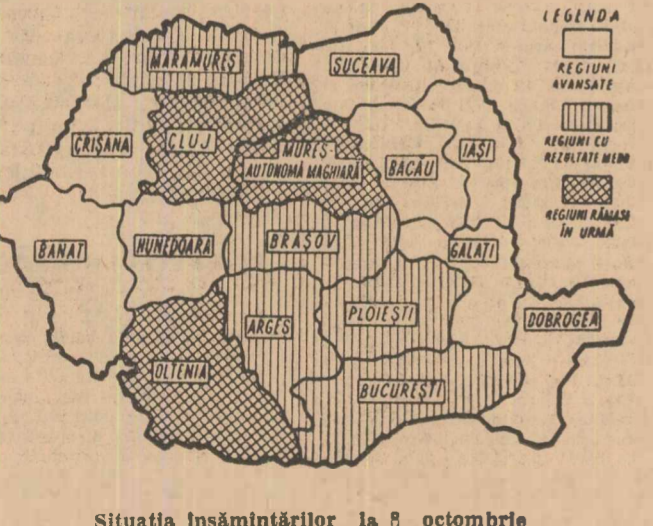 LEGENDA
REGIUNI
AVANSATE
REGIUNI CU
REZULTATE MEDII
REGIUNI RĂMASE
ÎN URMĂ
MARAMUREȘ
SUCEAVA
CRIȘANA
CLUJ
MUREȘ-
AUTONOMĂ MAGHIARĂ
BACĂU
IAȘI
BANAT
HUNEDOARA
BRAȘOV
GALAȚI
ARGEȘ
PLOIEȘTI
DOBROGEA
OLTENIA
BUCUREȘTI
Situația însămînțărilor la 8 octombrie